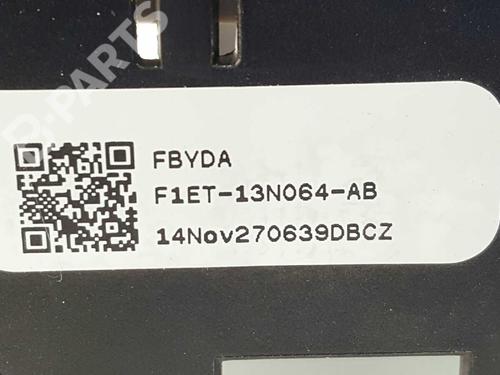 B-PARTS
FBYDA
F1ET-13N064-AB
14Nov270639DBCZ